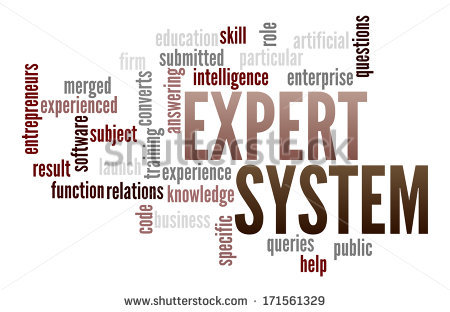 education
skill
role
artificial
questions
firm
submitted
particular
entrepreneurs
merged
converts
answering
intelligence
enterprise
experienced
software
subject
training
EXPERT
result
launch
experience
function
relations
knowledge
SYSTEM
code
business
specific
queries
public
help
shutterstock
www.shutterstock.com · 171561329